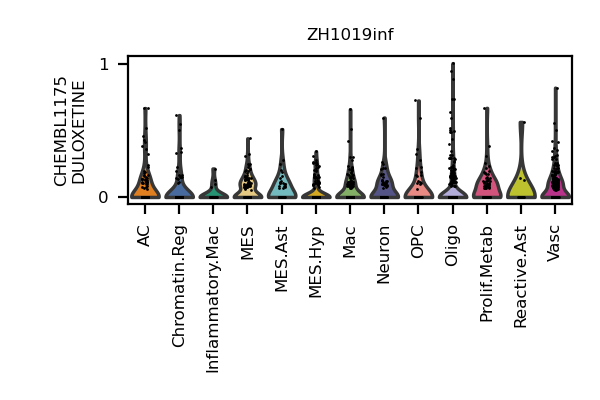 ZH1019inf
CHEMBL1175
DULOXETINE
1
0
AC
Chromatin.Reg
Inflammatory.Mac
MES
MES.Ast
MES.Hyp
Mac
Neuron
OPC
Oligo
Prolif.Metab
Reactive.Ast
Vasc